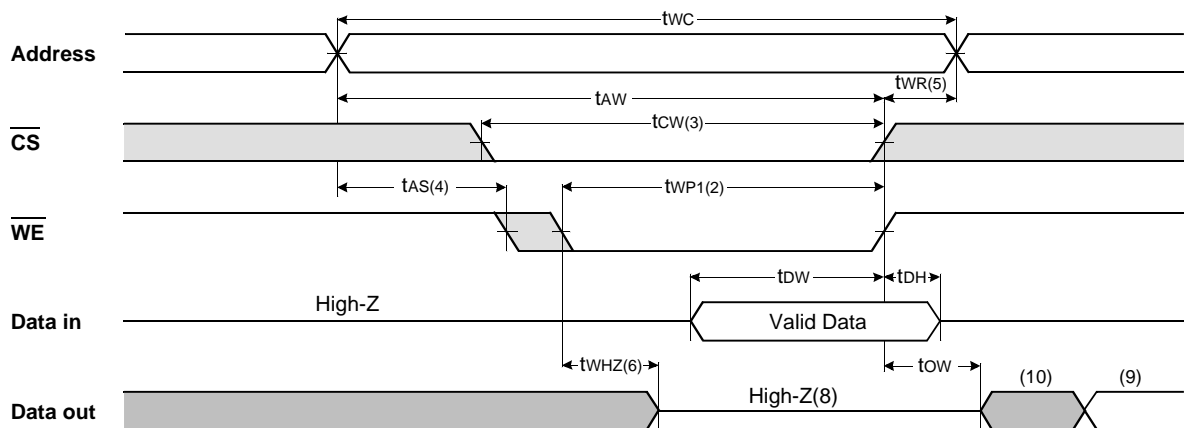 tWC
Address
tWR(5)
tAW
tCW(3)
CS
tAS(4)
tWP1(2)
WE
tDW
tDH
High-Z
Data in
Valid Data
tWHZ(6)
tOW
(10)
(9)
High-Z(8)
Data out